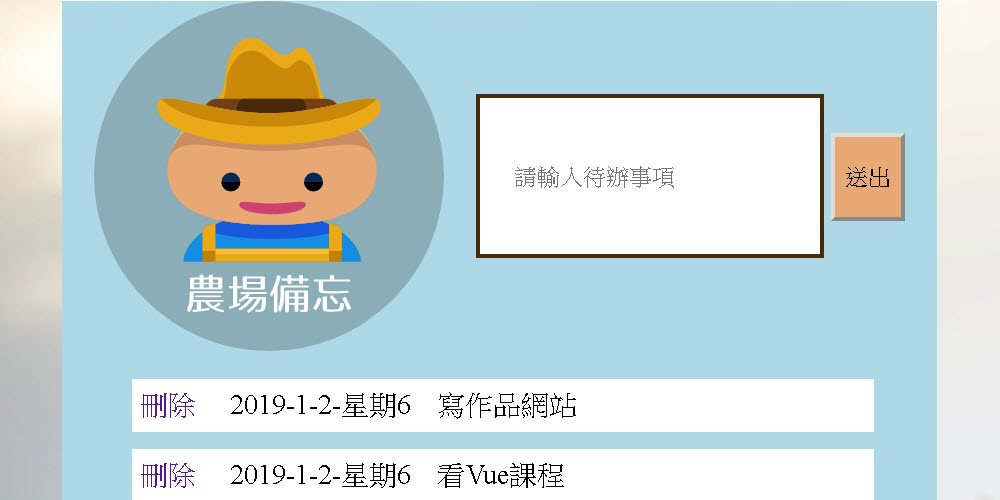 農場備忘
請輸入待辦事項
送出
刪除 2019-1-2-星期6 寫作品網站
刪除 2019-1-2-星期6 看Vue課程